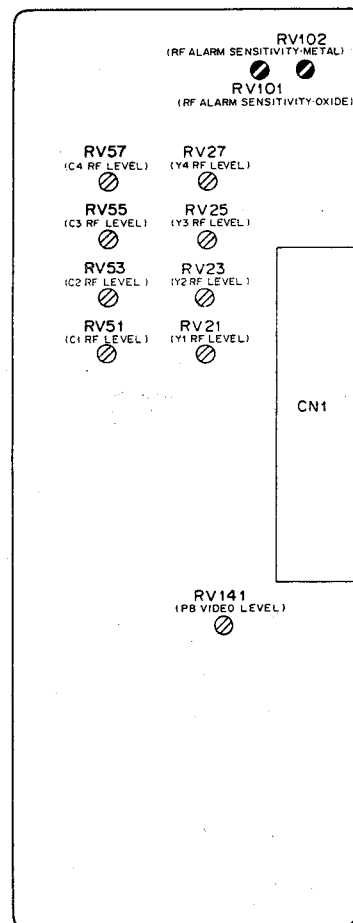 RV102
(RF ALARM SENSITIVITY-METAL)
RV101
(RF ALARM SENSITIVITY-OXIDE)
RV57
(C4 RF LEVEL)
RV27
(Y4 RF LEVEL)
RV55
(C3 RF LEVEL)
RV25
(Y3 RF LEVEL)
RV53
(C2 RF LEVEL)
RV23
(Y2 RF LEVEL)
RV51
(C1 RF LEVEL)
RV21
(Y1 RF LEVEL)
CN1
RV141
(PB VIDEO LEVEL)